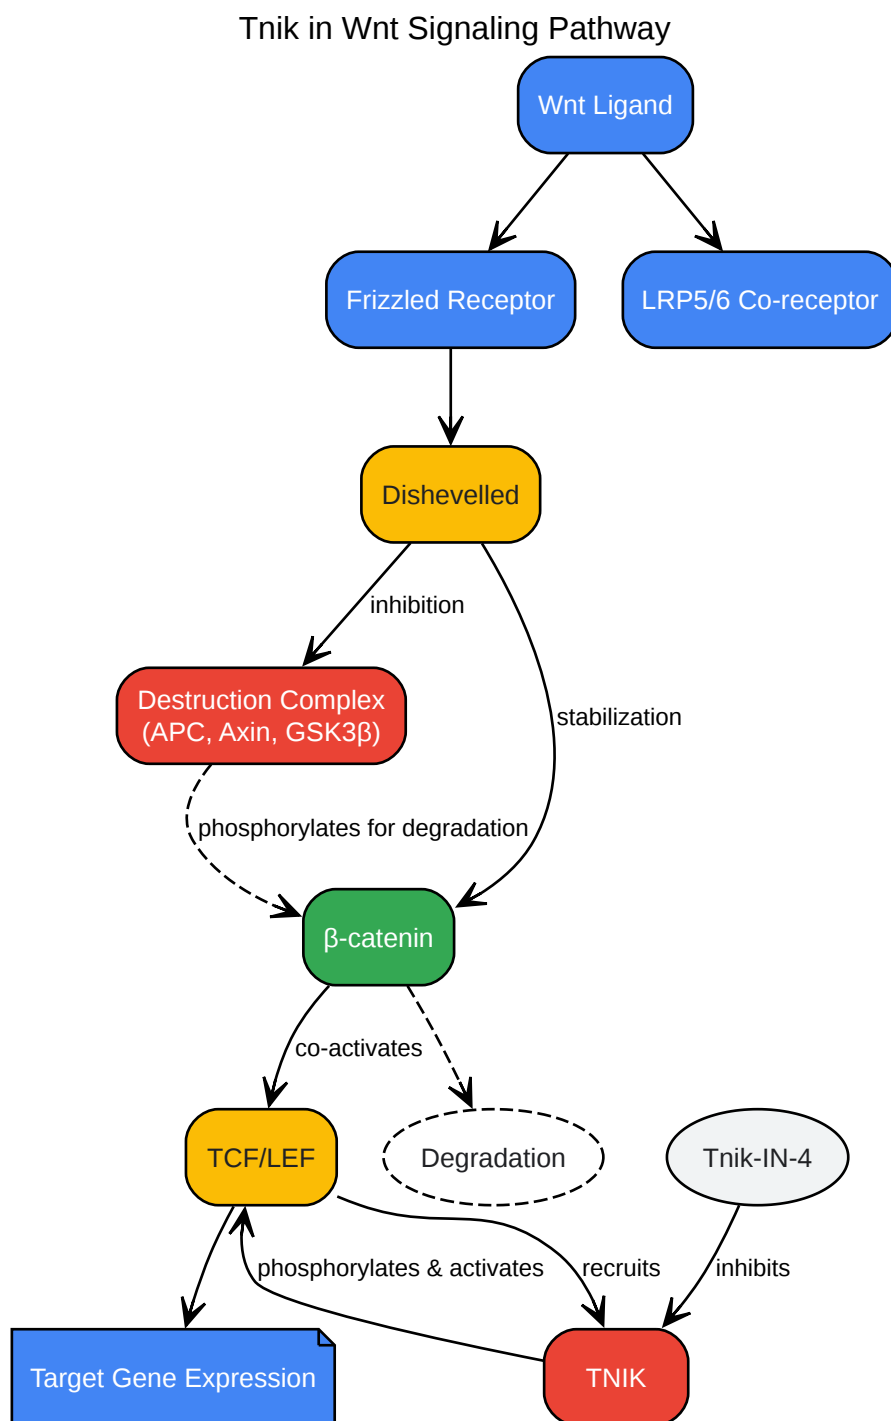 Tnik in Wnt Signaling Pathway
Wnt Ligand
Frizzled Receptor
LRP5/6 Co-receptor
Dishevelled
inhibition
Destruction Complex
(APC, Axin, GSK3β)
stabilization
phosphorylates for degradation
β-catenin
co-activates
TCF/LEF
Degradation
Tnik-IN-4
phosphorylates & activates
recruits
inhibits
Target Gene Expression
TNIK